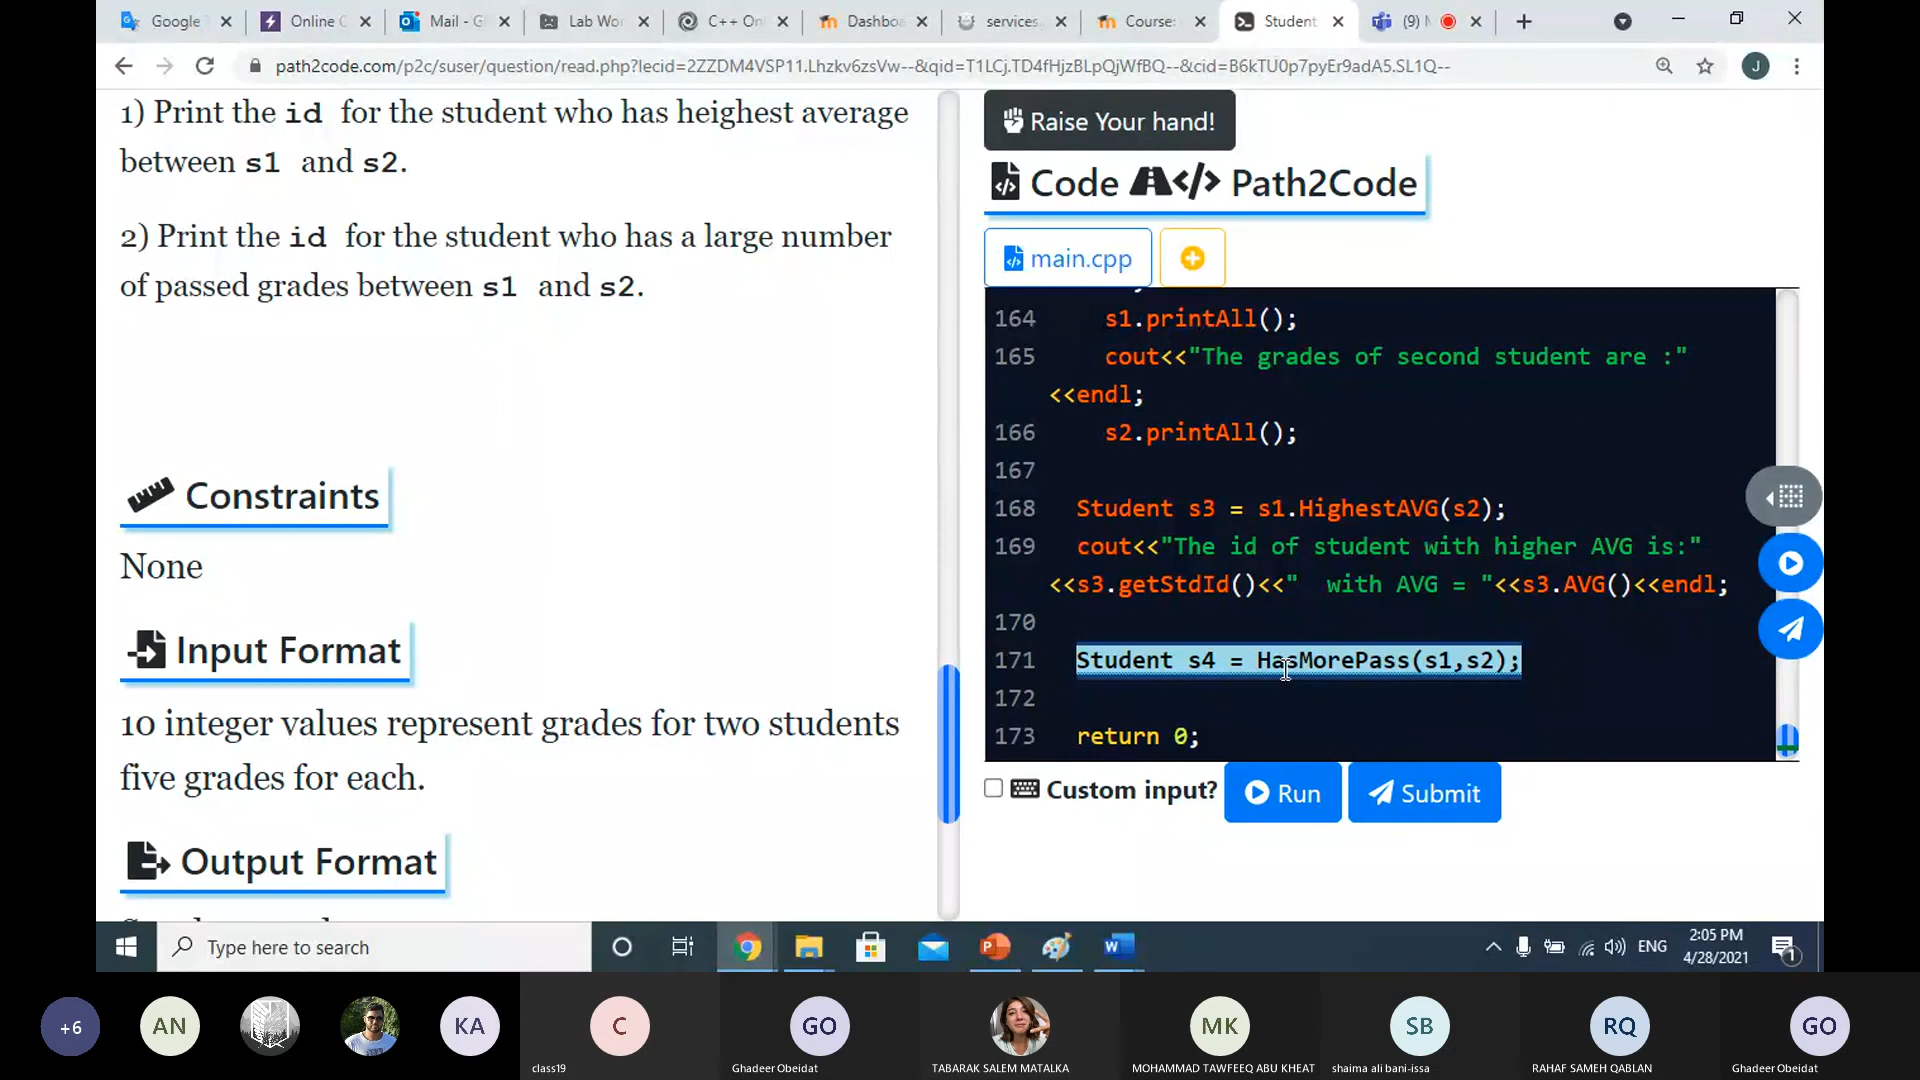 Google
Online C
Mail - G
Lab Wo
C++ On
Dashbo
services
Course
Student
(9)
path2code.com/p2c/suser/question/read.php?lecid=2ZZDM4VSP11.Lhzkv6zsVw--&qid=T1LCj.TD4fHjzBLpQjWfBQ--&cid=B6kTU0p7pyEr9adA5.SL1Q--
J
1) Print the id for the student who has heighest average
between s1 and s2.
2) Print the id for the student who has a large number
of passed grades between s1 and s2.
Constraints
None
Input Format
10 integer values represent grades for two students
five grades for each.
Output Format
Raise Your hand!
Code </> Path2Code
main.cpp
164 s1.printAll();
165 cout<<"The grades of second student are :"
<<endl;
166 s2.printAll();
167
168 Student s3 = s1.HighestAVG(s2);
169 cout<<"The id of student with higher AVG is:"
<<s3.getStdId()<<"  with AVG = "<<s3.AVG()<<endl;
170
171 Student s4 = HasMorePass(s1,s2);
172
173 return 0;
Custom input?
Run
Submit
Type here to search
ENG
2:05 PM
4/28/2021
1
+6
AN
KA
C
GO
MK
SB
RQ
GO
class19
Ghadeer Obeidat
TABARAK SALEM MATALKA
MOHAMMAD TAWFEEQ ABU KHEAT
shaima ali bani-issa
RAHAF SAMEH QABLAN
Ghadeer Obeidat